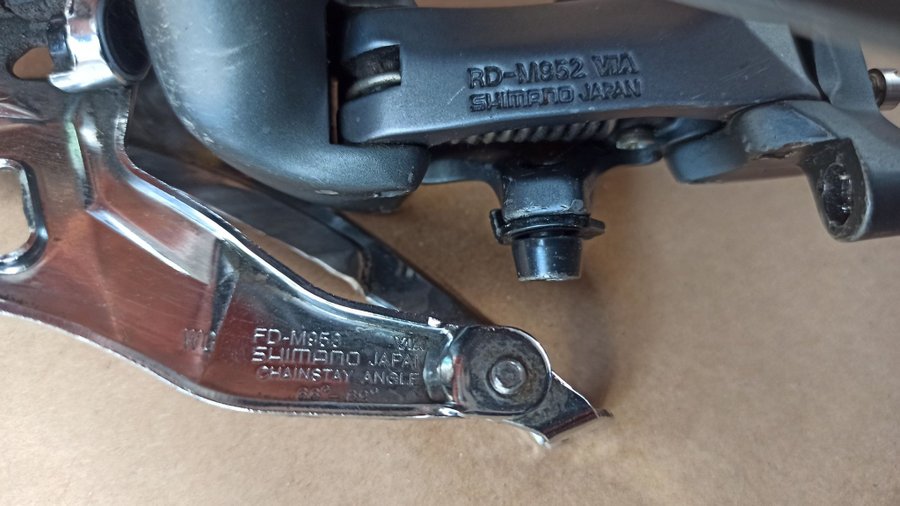 RD-M952 VIA
SHIMANO JAPAN
FD-M953 VIA
SHIMANO JAPAN
CHAINSTAY ANGLE